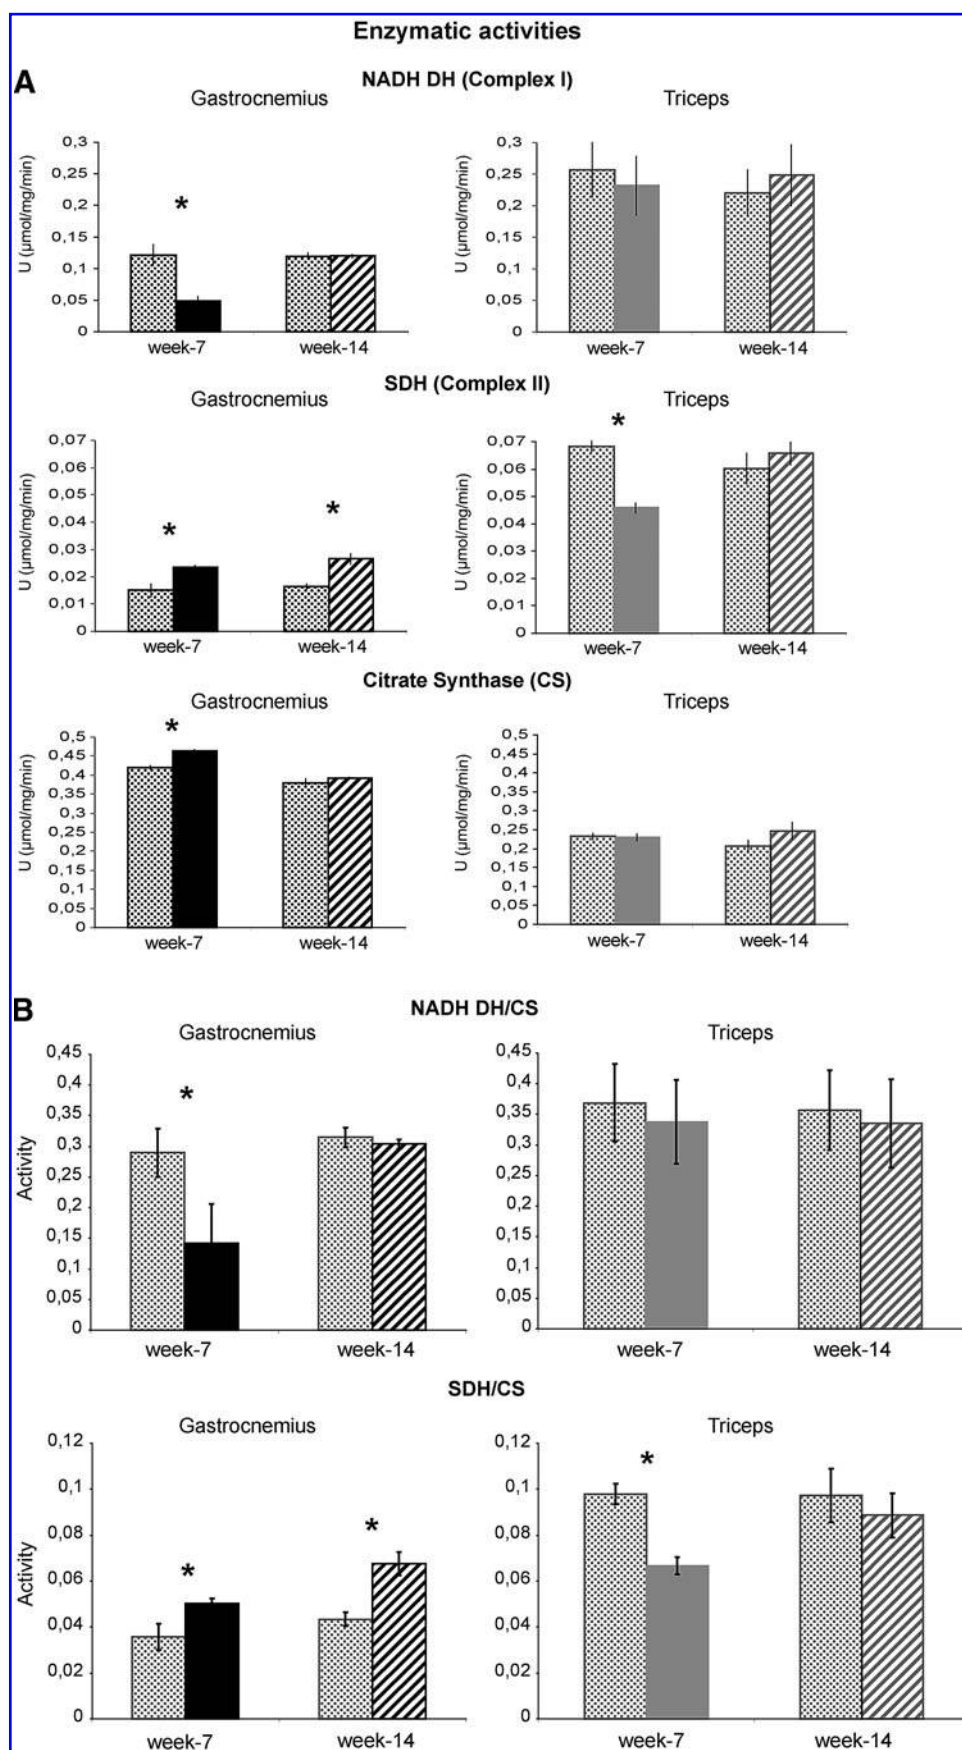 Enzymatic activities
A
NADH DH (Complex I)
Gastrocnemius
Triceps
U (µmol/mg/min)
0,3
0,25
0,2
0,15
0,1
0,05
0
*
week-7
week-14
U (µmol/mg/min)
0,3
0,25
0,2
0,15
0,1
0,05
0
week-7
week-14
SDH (Complex II)
Gastrocnemius
Triceps
U (µmol/mg/min)
0,07
0,06
0,05
0,04
0,03
0,02
0,01
0
*
*
week-7
week-14
U (µmol/mg/min)
0,07
0,06
0,05
0,04
0,03
0,02
0,01
0
*
week-7
week-14
Citrate Synthase (CS)
Gastrocnemius
Triceps
U (µmol/mg/min)
0,5
0,45
0,4
0,35
0,3
0,25
0,2
0,15
0,1
0,05
0
*
week-7
week-14
U (µmol/mg/min)
0,5
0,45
0,4
0,35
0,3
0,25
0,2
0,15
0,1
0,05
0
week-7
week-14
B
NADH DH/CS
Gastrocnemius
Triceps
Activity
0,45
0,4
0,35
0,3
0,25
0,2
0,15
0,1
0,05
0
*
week-7
week-14
0,45
0,4
0,35
0,3
0,25
0,2
0,15
0,1
0,05
0
week-7
week-14
SDH/CS
Gastrocnemius
Triceps
Activity
0,12
0,1
0,08
0,06
0,04
0,02
0
*
*
week-7
week-14
0,12
0,1
0,08
0,06
0,04
0,02
0
*
week-7
week-14